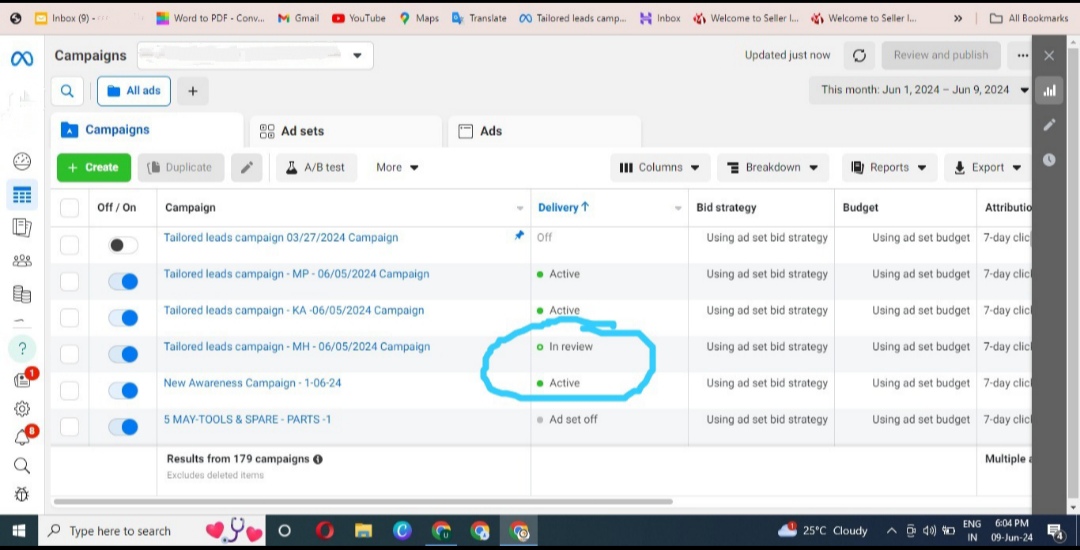 Inbox (9) -
Word to PDF - Conv...
Gmail
YouTube
Maps
Translate
Tailored leads camp...
Inbox
Welcome to Seller I...
Welcome to Seller I...
»
All Bookmarks
Campaigns
Updated just now
Review and publish
All ads
This month: Jun 1, 2024 – Jun 9, 2024
Campaigns
Ad sets
Ads
+ Create
Duplicate
A/B test
More
Columns
Breakdown
Reports
Export
Off / On Campaign Delivery ↑ Bid strategy Budget Attributio
Tailored leads campaign 03/27/2024 Campaign Off Using ad set bid strategy Using ad set budget 7-day clic
Tailored leads campaign - MP - 06/05/2024 Campaign Active Using ad set bid strategy Using ad set budget 7-day clic
Tailored leads campaign - KA -06/05/2024 Campaign Active Using ad set bid strategy Using ad set budget 7-day clic
Tailored leads campaign - MH - 06/05/2024 Campaign In review Using ad set bid strategy Using ad set budget 7-day clic
New Awareness Campaign - 1-06-24 Active Using ad set bid strategy Using ad set budget 7-day clic
5 MAY-TOOLS & SPARE - PARTS -1 Ad set off Using ad set bid strategy Using ad set budget 7-day clic
Results from 179 campaigns Multiple a
Excludes deleted items
1
8
Type here to search
25°C Cloudy
ENG
IN
6:04 PM
09-Jun-24
4